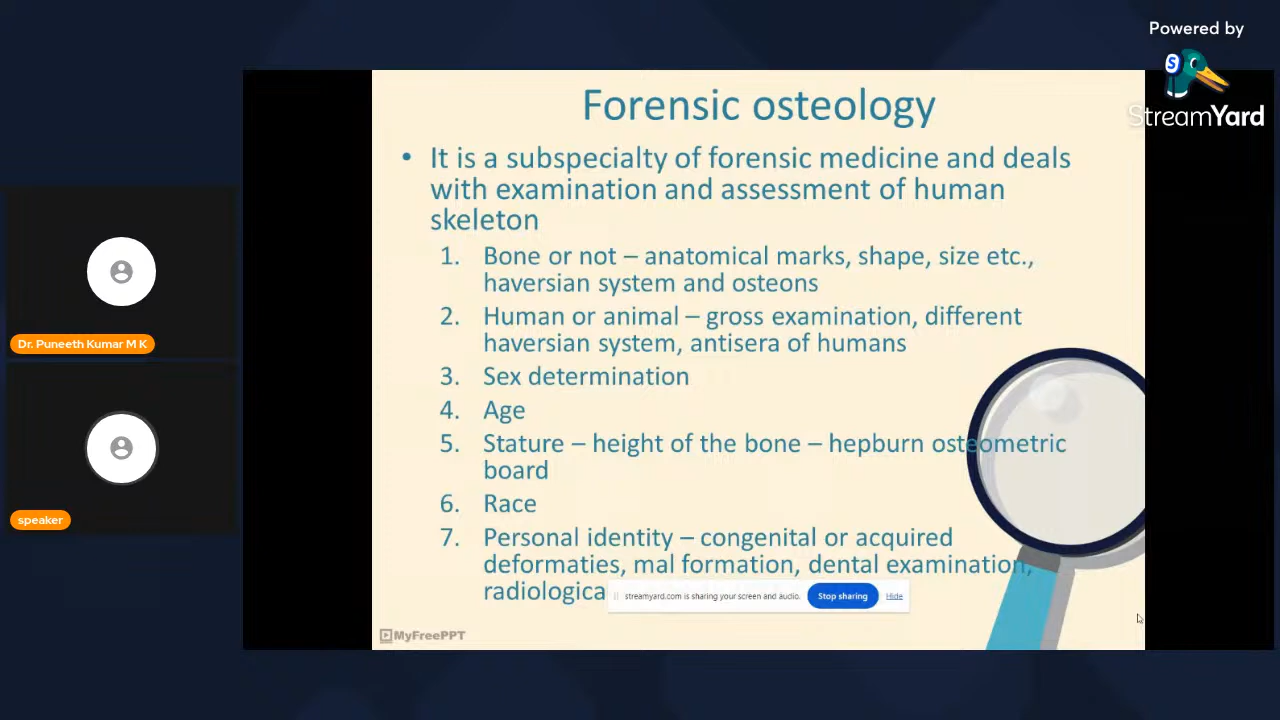 Powered by
StreamYard
Forensic osteology
• It is a subspecialty of forensic medicine and deals
with examination and assessment of human
skeleton
1. Bone or not – anatomical marks, shape, size etc.,
haversian system and osteons
2. Human or animal – gross examination, different
haversian system, antisera of humans
3. Sex determination
4. Age
5. Stature – height of the bone – hepburn osteometric
board
6. Race
7. Personal identity – congenital or acquired
deformaties, mal formation, dental examination,
radiologica
streamyard.com is sharing your screen and audio. Stop sharing Hide
MyFreePPT
Dr. Puneeth Kumar M K
speaker